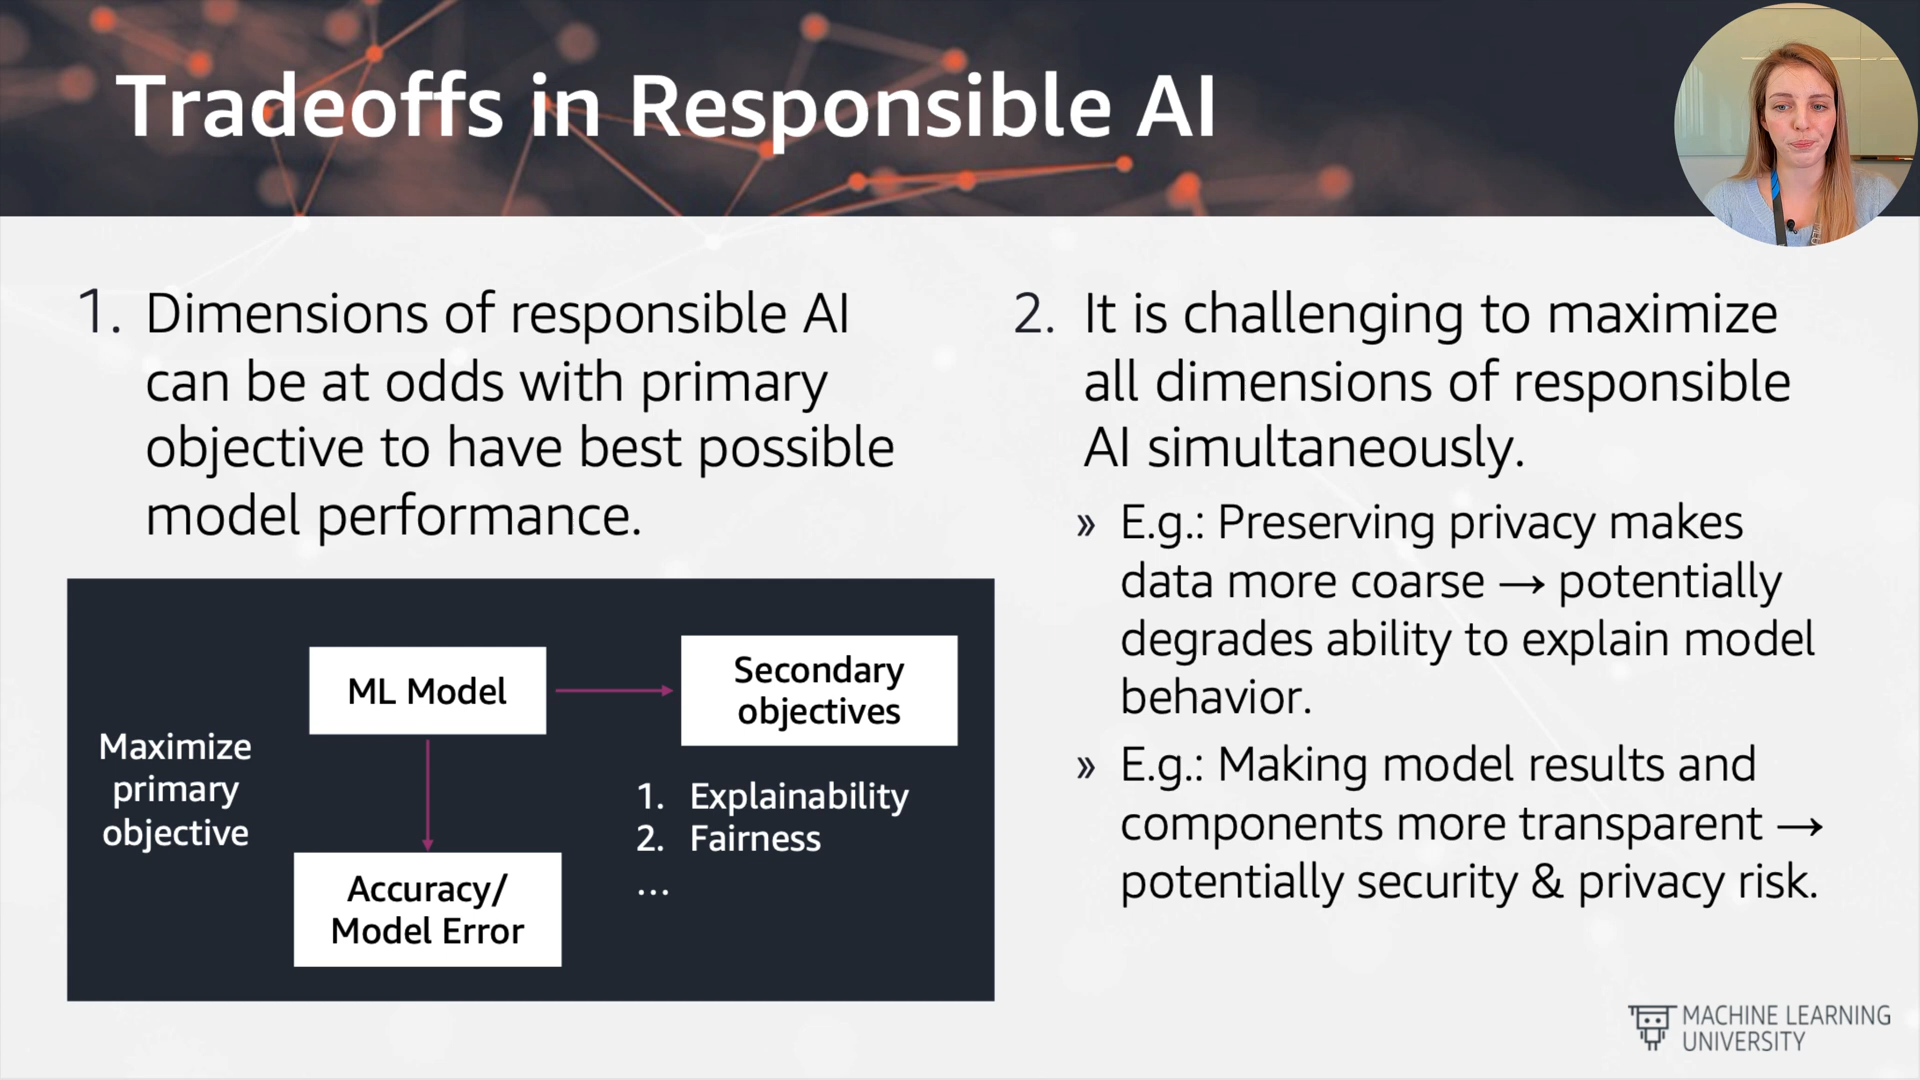 Tradeoffs in Responsible AI
1. Dimensions of responsible AI
can be at odds with primary
objective to have best possible
model performance.
Maximize
primary
objective
ML Model
Accuracy/
Model Error
Secondary
objectives
1. Explainability
2. Fairness
...
2. It is challenging to maximize
all dimensions of responsible
AI simultaneously.
» E.g.: Preserving privacy makes
data more coarse → potentially
degrades ability to explain model
behavior.
» E.g.: Making model results and
components more transparent →
potentially security & privacy risk.
MACHINE LEARNING
UNIVERSITY